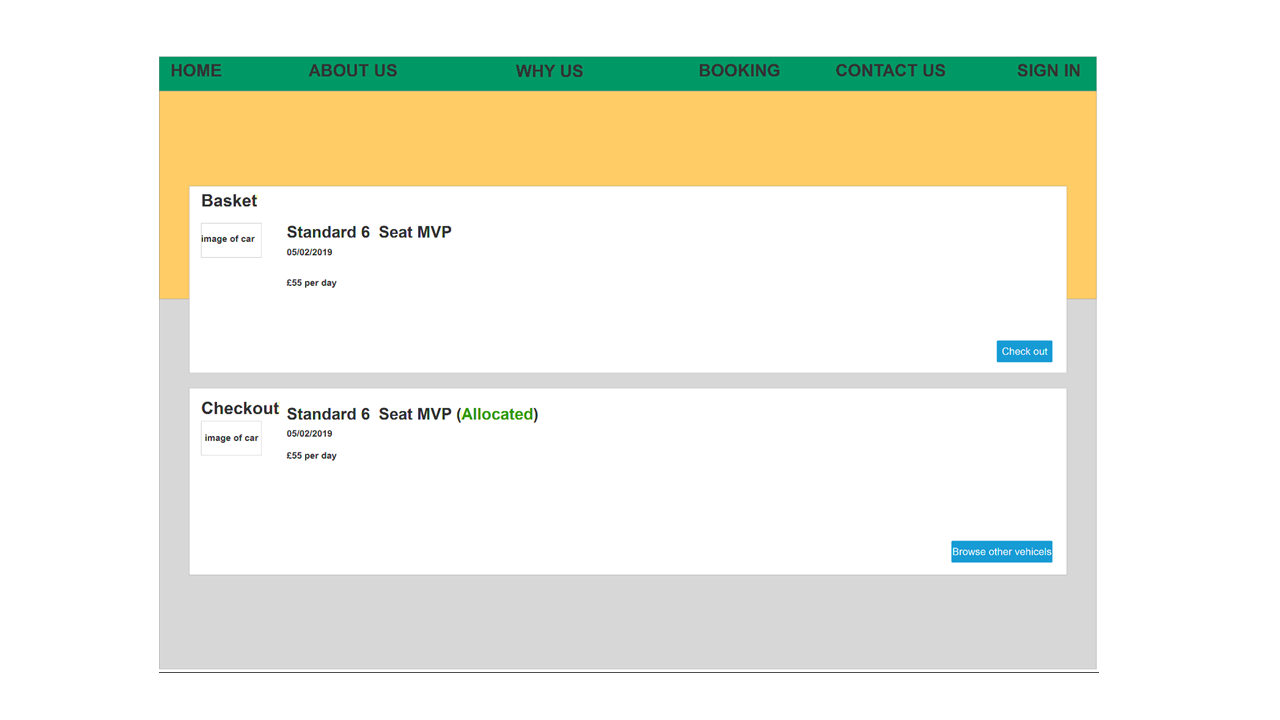 HOME ABOUT US WHY US BOOKING CONTACT US SIGN IN
Basket
image of car
Standard 6 Seat MVP
05/02/2019
£55 per day
Check out
Checkout
Standard 6 Seat MVP (Allocated)
image of car
05/02/2019
£55 per day
Browse other vehicels